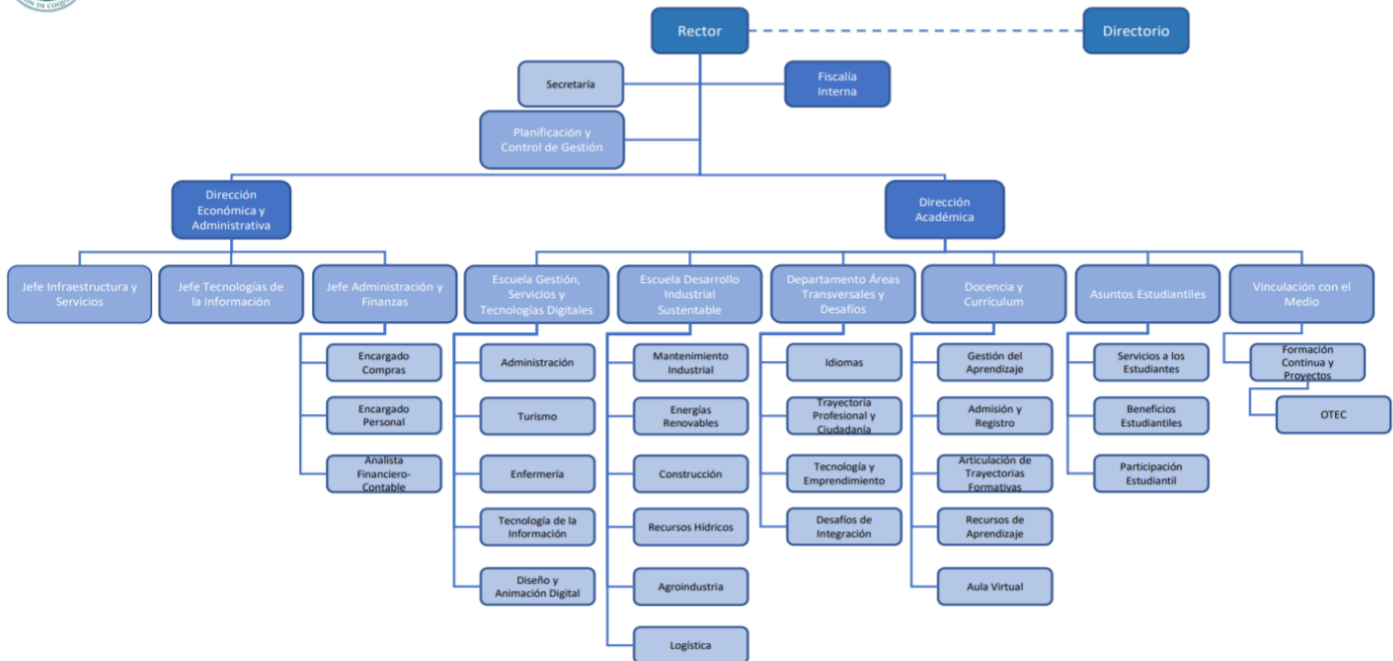 ÓN DE COQU
Rector
Directorio
Secretaría
Fiscalía
Interna
Planificación y
Control de Gestión
Dirección
Económica y
Administrativa
Dirección
Académica
Jefe Infraestructura y
Servicios
Jefe Tecnologías de
la Información
Jefe Administración y
Finanzas
Escuela Gestión,
Servicios y
Tecnologías Digitales
Escuela Desarrollo
Industrial
Sustentable
Departamento Áreas
Transversales y
Desafíos
Docencia y
Currículum
Asuntos Estudiantiles
Vinculación con el
Medio
Encargado
Compras
Encargado
Personal
Analista
Financiero-
Contable
Administración
Turismo
Enfermería
Tecnología de la
Información
Diseño y
Animación Digital
Mantenimiento
Industrial
Energías
Renovables
Construcción
Recursos Hídricos
Agroindustria
Logística
Idiomas
Trayectoria
Profesional y
Ciudadanía
Tecnología y
Emprendimiento
Desafíos de
Integración
Gestión del
Aprendizaje
Admisión y
Registro
Articulación de
Trayectorias
Formativas
Recursos de
Aprendizaje
Aula Virtual
Servicios a los
Estudiantes
Beneficios
Estudiantiles
Participación
Estudiantil
Formación
Continua y
Proyectos
OTEC